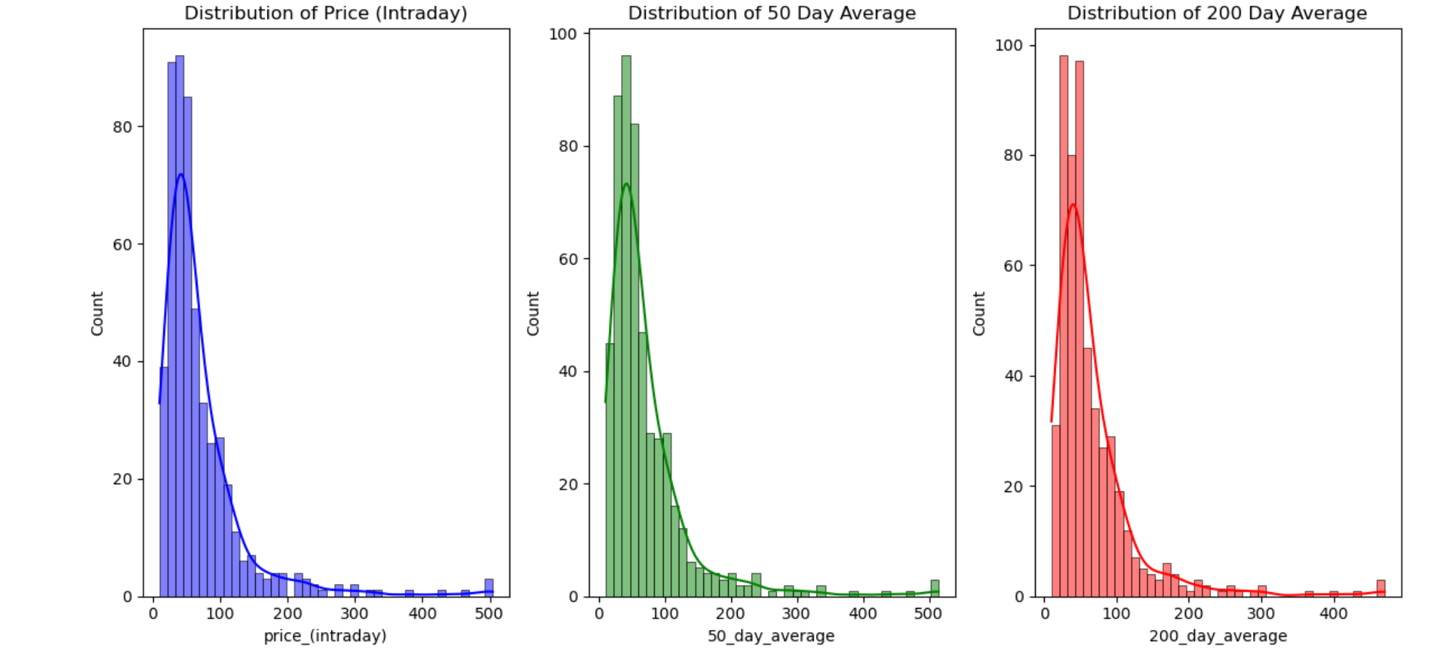 Distribution of Price (Intraday)
Count
80
60
40
20
0
0 100 200 300 400 500
price_(intraday)
Distribution of 50 Day Average
Count
100
80
60
40
20
0
0 100 200 300 400 500
50_day_average
Distribution of 200 Day Average
Count
100
80
60
40
20
0
0 100 200 300 400
200_day_average